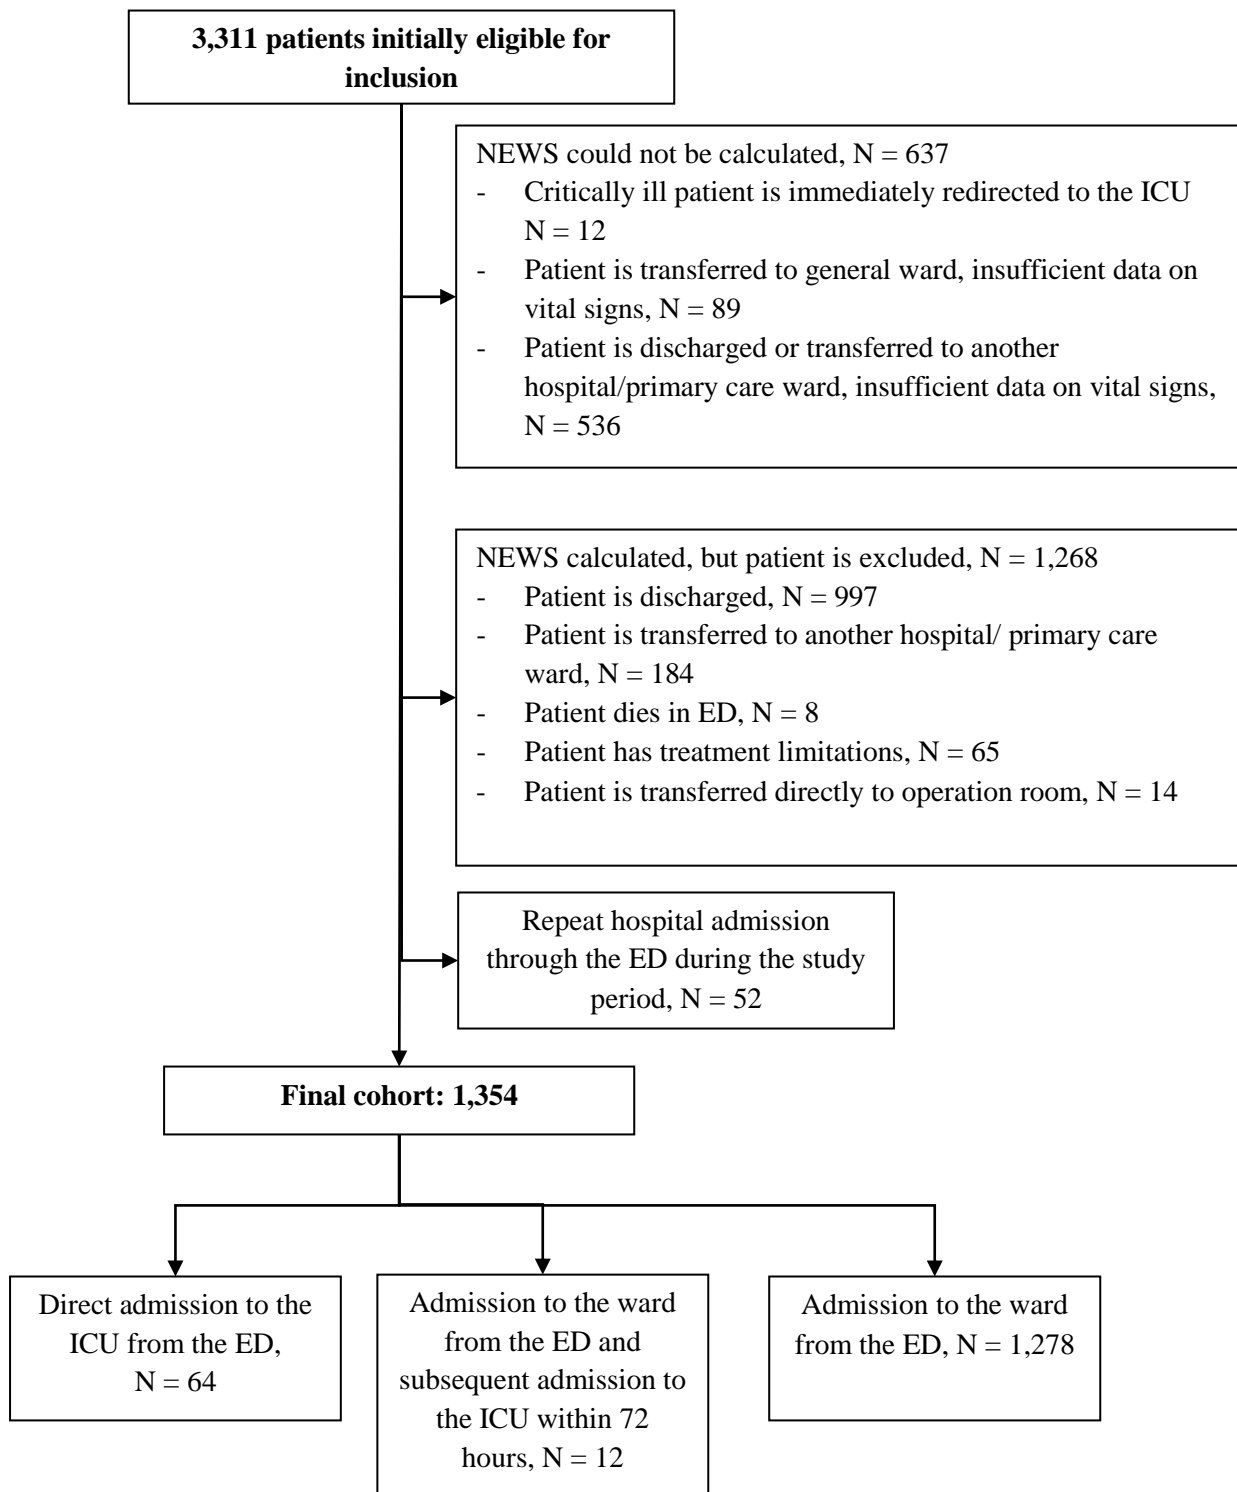 3,311 patients initially eligible for
inclusion
NEWS could not be calculated, N = 637
- Critically ill patient is immediately redirected to the ICU
N = 12
- Patient is transferred to general ward, insufficient data on
vital signs, N = 89
- Patient is discharged or transferred to another
hospital/primary care ward, insufficient data on vital signs,
N = 536
NEWS calculated, but patient is excluded, N = 1,268
- Patient is discharged, N = 997
- Patient is transferred to another hospital/ primary care
ward, N = 184
- Patient dies in ED, N = 8
- Patient has treatment limitations, N = 65
- Patient is transferred directly to operation room, N = 14
Repeat hospital admission
through the ED during the study
period, N = 52
Final cohort: 1,354
Direct admission to the
ICU from the ED,
N = 64
Admission to the ward
from the ED and
subsequent admission to
the ICU within 72
hours, N = 12
Admission to the ward
from the ED, N = 1,278